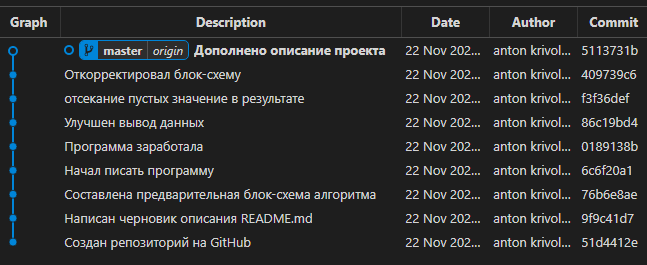 Graph Description Date Author Commit
master origin Дополнено описание проекта 22 Nov 202... anton krivol... 5113731b
Откорректировал блок-схему 22 Nov 202... anton krivol... 409739c6
отсекание пустых значение в результате 22 Nov 202... anton krivol... f3f36def
Улучшен вывод данных 22 Nov 202... anton krivol... 86c19bd4
Программа заработала 22 Nov 202... anton krivol... 0189138b
Начал писать программу 22 Nov 202... anton krivol... 6c6f20a1
Составлена предварительная блок-схема алгоритма 22 Nov 202... anton krivol... 76b6e8ae
Написан черновик описания README.md 22 Nov 202... anton krivol... 9f9c41d7
Создан репозиторий на GitHub 22 Nov 202... anton krivol... 51d4412e